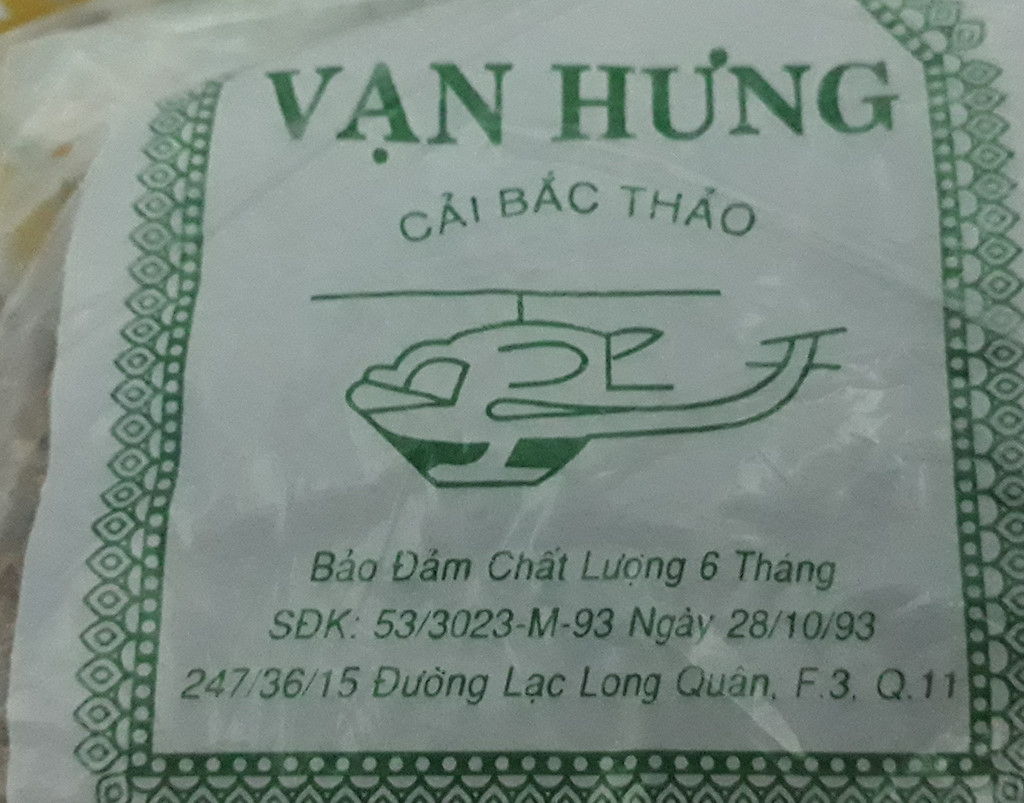 VẠN HƯNG
CẢI BẮC THẢO
Bảo Đảm Chất Lượng 6 Tháng
SĐK: 53/3023-M-93 Ngày 28/10/93
247/36/15 Đường Lạc Long Quân, F.3, Q.11